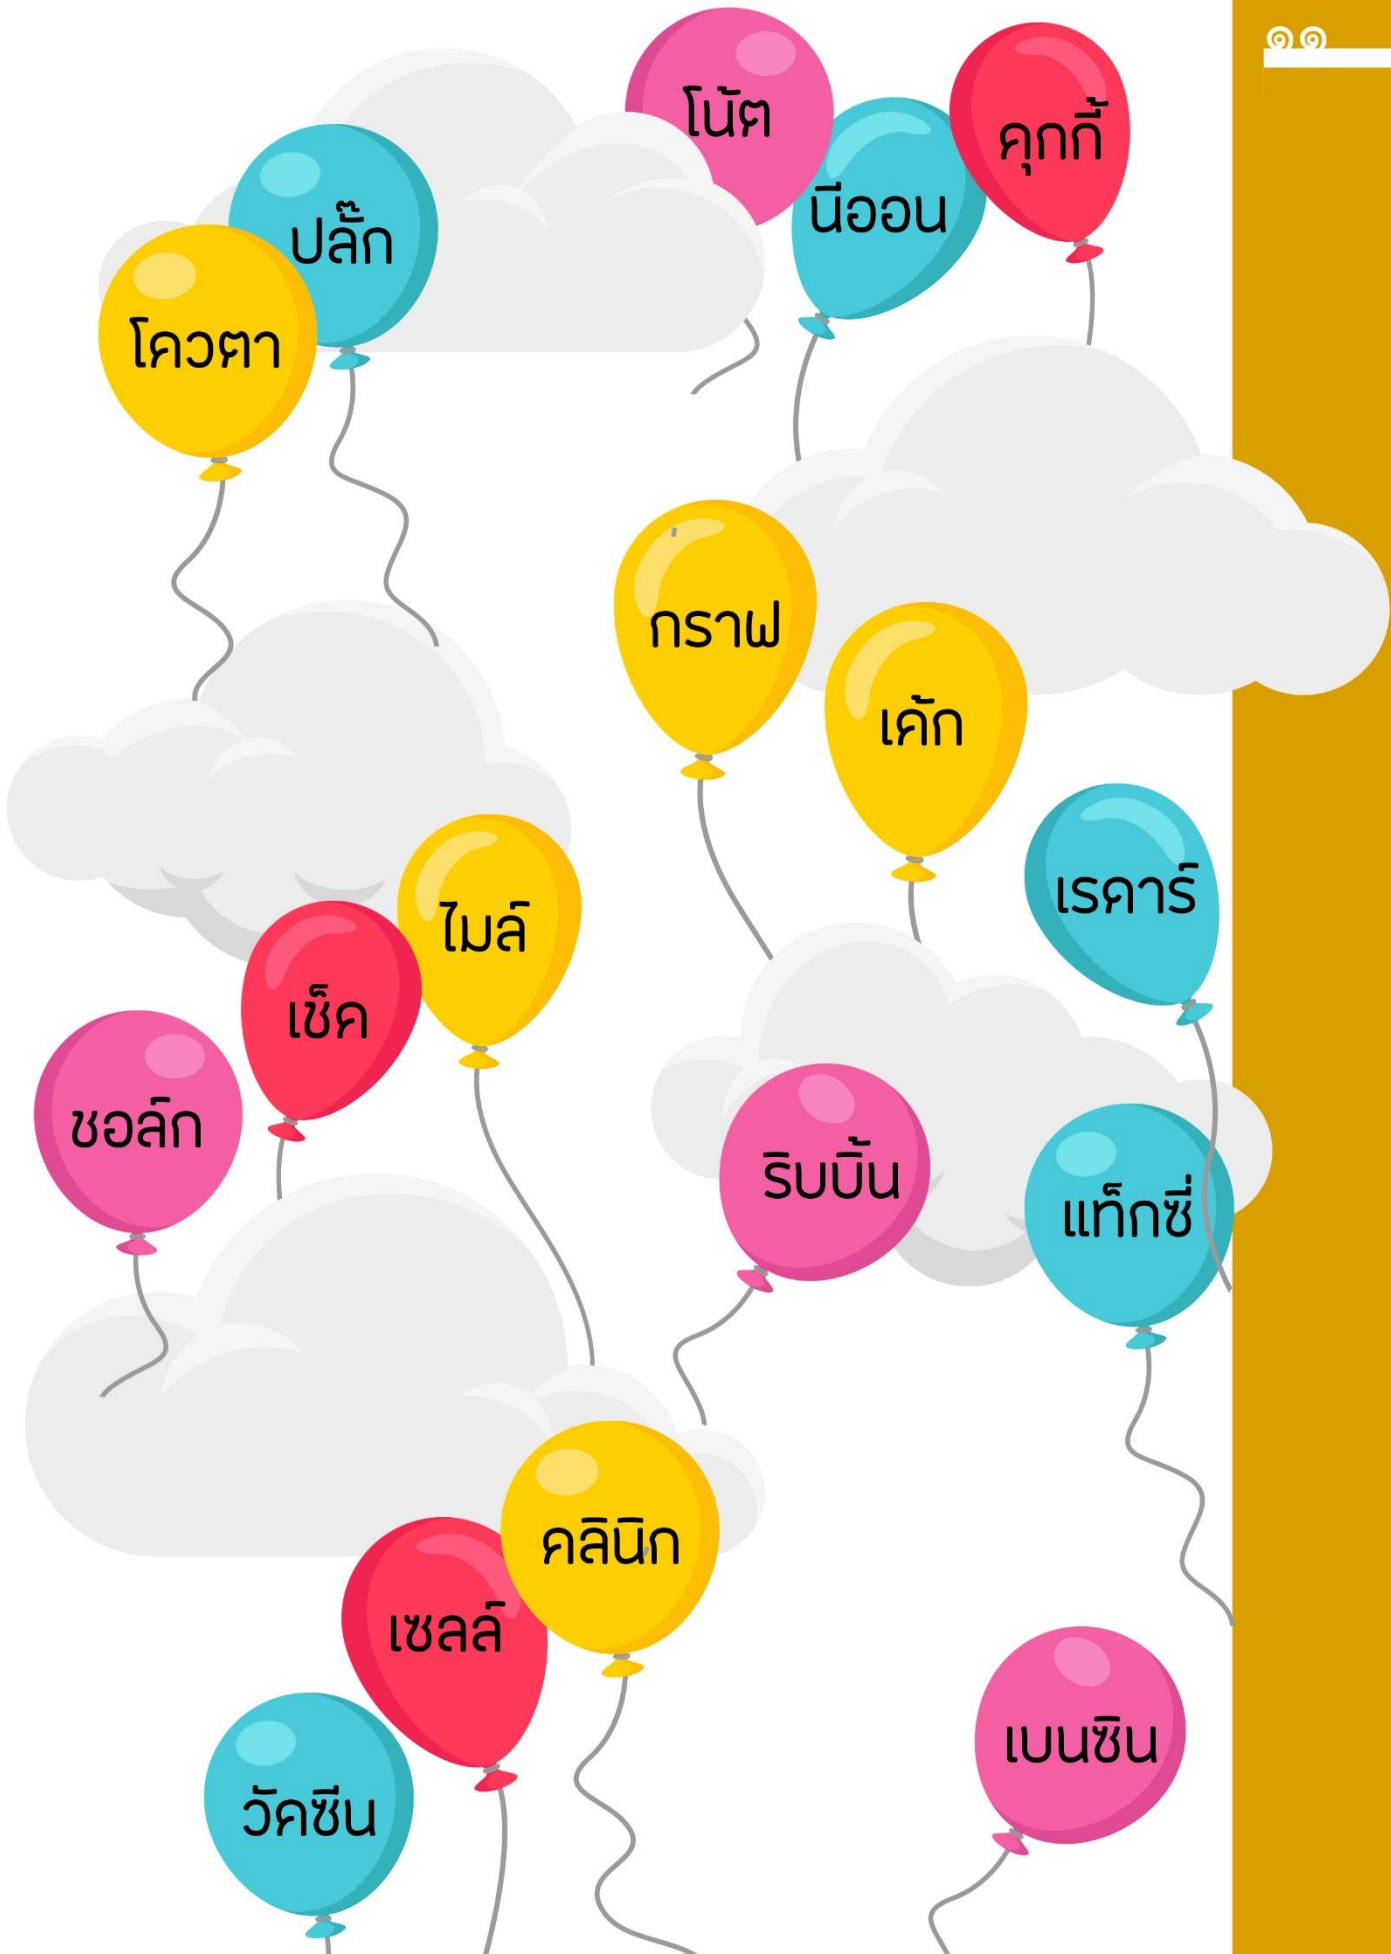 ๑๑
โน้ต
คุกกี้
นีออน
ปลั๊ก
โควตา
กราฟ
เค้ก
เรดาร์
ไมล์
เช็ค
ชอล์ก
ริบบิ้น
แท็กซี่
คลินิก
เซลล์
เบนซิน
วัคซีน